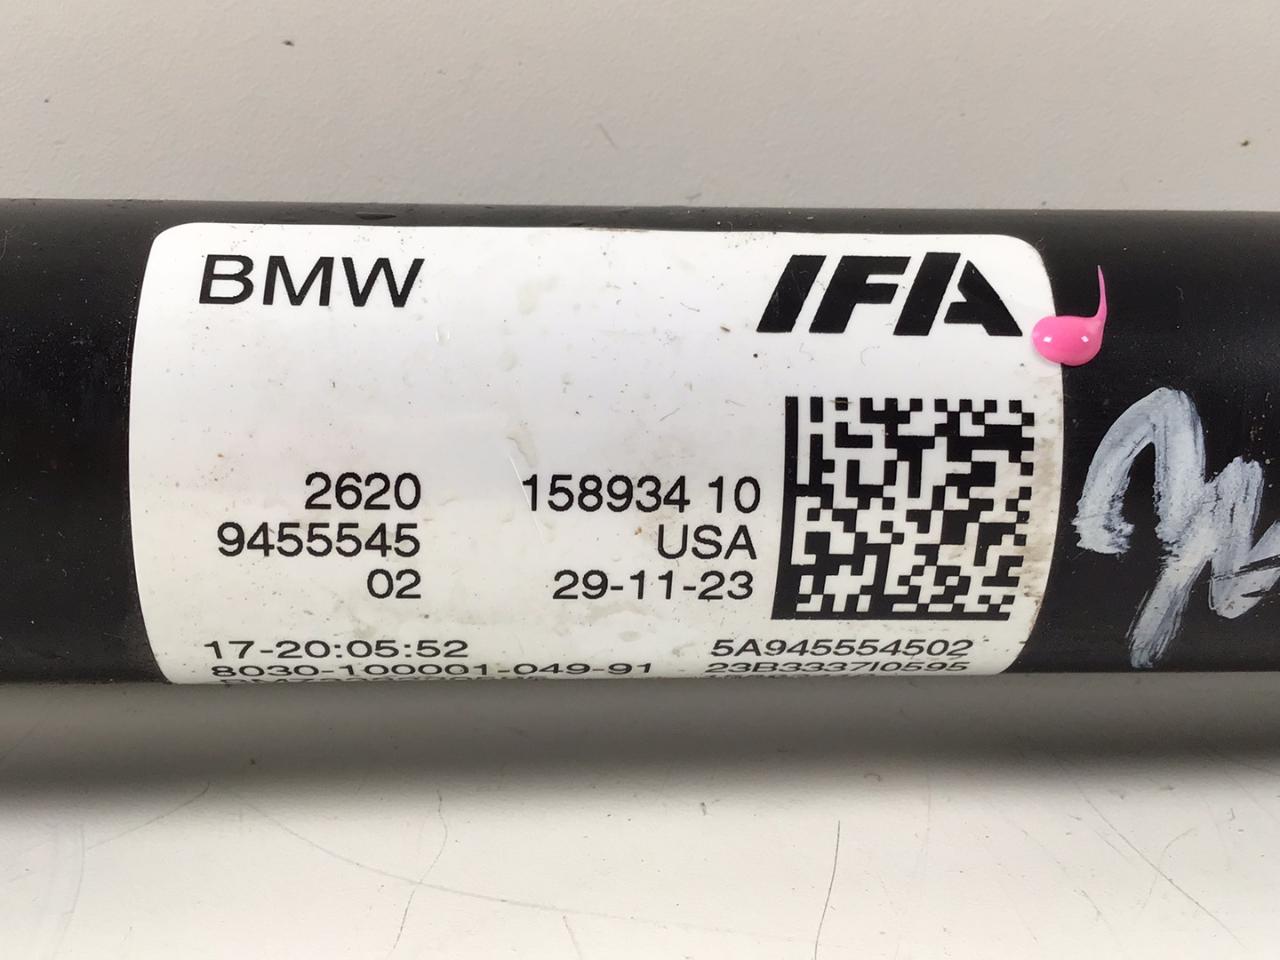 BMW IFA
2620 158934 10
9455545 USA
02 29-11-23
17-20:05:52 5A945554502
8030-100001-049-91 23B3337I0595